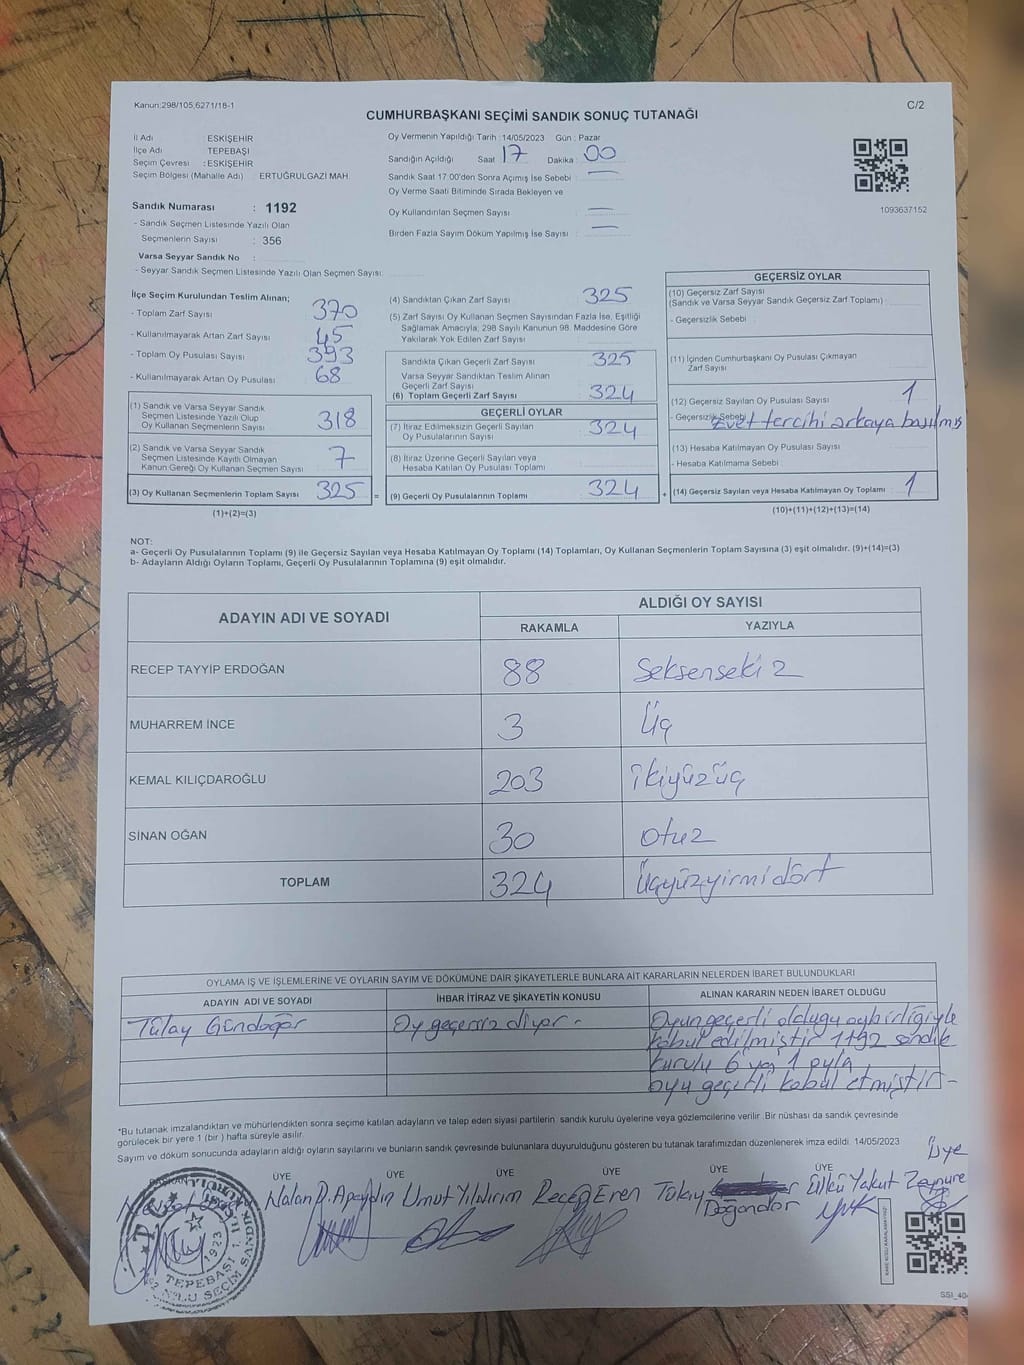 Kanun:298/105,6271/18-1
C/2
CUMHURBAŞKANI SEÇİMİ SANDIK SONUÇ TUTANAĞI
İl Adı : ESKİŞEHİR
İlçe Adı : TEPEBAŞI
Seçim Çevresi : ESKİŞEHİR
Seçim Bölgesi (Mahalle Adı) : ERTUĞRULGAZİ MAH.
Sandık Numarası : 1192
- Sandık Seçmen Listesinde Yazılı Olan
Seçmenlerin Sayısı : 356
Varsa Seyyar Sandık No :
- Seyyar Sandık Seçmen Listesinde Yazılı Olan Seçmen Sayısı:
Oy Vermenin Yapıldığı Tarih : 14/05/2023 Gün : Pazar
Sandığın Açıldığı Saat 17 Dakika : 00
Sandık Saat 17:00'den Sonra Açımış İse Sebebi : —
Oy Verme Saati Bitiminde Sırada Bekleyen ve
Oy Kullandırılan Seçmen Sayısı : —
Birden Fazla Sayım Döküm Yapılmış İse Sayısı : —
1093637152
İlçe Seçim Kurulundan Teslim Alınan;
- Toplam Zarf Sayısı : 370
- Kullanılmayarak Artan Zarf Sayısı : 45
- Toplam Oy Pusulası Sayısı : 393
- Kullanılmayarak Artan Oy Pusulası : 68
(1) Sandık ve Varsa Seyyar Sandık
Seçmen Listesinde Yazılı Olup
Oy Kullanan Seçmenlerin Sayısı 318
(2) Sandık ve Varsa Seyyar Sandık
Seçmen Listesinde Kayıtlı Olmayan
Kanun Gereği Oy Kullanan Seçmen Sayısı 7
(3) Oy Kullanan Seçmenlerin Toplam Sayısı 325 =
(1)+(2)=(3)
(4) Sandıktan Çıkan Zarf Sayısı : 325
(5) Zarf Sayısı Oy Kullanan Seçmen Sayısından Fazla İse, Eşitliği
Sağlamak Amacıyla; 298 Sayılı Kanunun 98. Maddesine Göre
Yakılarak Yok Edilen Zarf Sayısı :
Sandıkta Çıkan Geçerli Zarf Sayısı : 325
Varsa Seyyar Sandıktan Teslim Alınan
Geçerli Zarf Sayısı
(6) Toplam Geçerli Zarf Sayısı : 324
GEÇERLİ OYLAR
(7) İtiraz Edilmeksizin Geçerli Sayılan
Oy Pusulalarının Sayısı : 324
(8) İtiraz Üzerine Geçerli Sayılan veya
Hesaba Katılan Oy Pusulası Toplamı
(9) Geçerli Oy Pusulalarının Toplamı : 324 +
GEÇERSİZ OYLAR
(10) Geçersiz Zarf Sayısı
(Sandık ve Varsa Seyyar Sandık Geçersiz Zarf Toplamı) :
- Geçersizlik Sebebi :
(11) İçinden Cumhurbaşkanı Oy Pusulası Çıkmayan
Zarf Sayısı
(12) Geçersiz Sayılan Oy Pusulası Sayısı : 1
- Geçersizlik Sebebi Evet tercihi arkaya basılmış
(13) Hesaba Katılmayan Oy Pusulası Sayısı
- Hesaba Katılmama Sebebi :
(14) Geçersiz Sayılan veya Hesaba Katılmayan Oy Toplamı : 1
(10)+(11)+(12)+(13)=(14)
NOT:
a- Geçerli Oy Pusulalarının Toplamı (9) ile Geçersiz Sayılan veya Hesaba Katılmayan Oy Toplamı (14) Toplamları, Oy Kullanan Seçmenlerin Toplam Sayısına (3) eşit olmalıdır. (9)+(14)=(3)
b- Adayların Aldığı Oyların Toplamı, Geçerli Oy Pusulalarının Toplamına (9) eşit olmalıdır.
ADAYIN ADI VE SOYADI ALDIĞI OY SAYISI
RAKAMLA YAZIYLA
RECEP TAYYİP ERDOĞAN 88 Seksensekiz
MUHARREM İNCE 3 Üç
KEMAL KILIÇDAROĞLU 203 ikiyüzüç
SİNAN OĞAN 30 otuz
TOPLAM 324 Üçyüzyirmidört
OYLAMA İŞ VE İŞLEMLERİNE VE OYLARIN SAYIM VE DÖKÜMÜNE DAİR ŞİKAYETLERLE BUNLARA AİT KARARLARIN NELERDEN İBARET BULUNDUKLARI
ADAYIN ADI VE SOYADI İHBAR İTİRAZ VE ŞİKAYETİN KONUSU ALINAN KARARIN NEDEN İBARET OLDUĞU
Tülay Gündoğar Oy geçersiz diyor - Oyun geçerli olduğu oybirliğiyle
kabul edilmiştir 1192 sandık
kurulu 6 ya 1 oyla
oyu geçerli kabul etmiştir -
*Bu tutanak imzalandıktan ve mühürlendikten sonra seçime katılan adayların ve talep eden siyasi partilerin sandık kurulu üyelerine veya gözlemcilerine verilir. Bir nüshası da sandık çevresinde
görülecek bir yere 1 (bir) hafta süreyle asılır.
Sayım ve döküm sonucunda adayların aldığı oyların sayılarını ve bunların sandık çevresinde bulunanlara duyurulduğunu gösteren bu tutanak tarafımızdan düzenlenerek imza edildi. 14/05/2023
BAŞKAN ÜYE ÜYE ÜYE ÜYE ÜYE ÜYE Üye
Nalan D. Apaydın Umut Yıldırım Recep Eren Tülay Doğandor Ülkü Yakut Zeynure
1923
TEPEBAŞI 1. İLÇE
1192 NOLU SEÇİM SANDIK
SSI_40